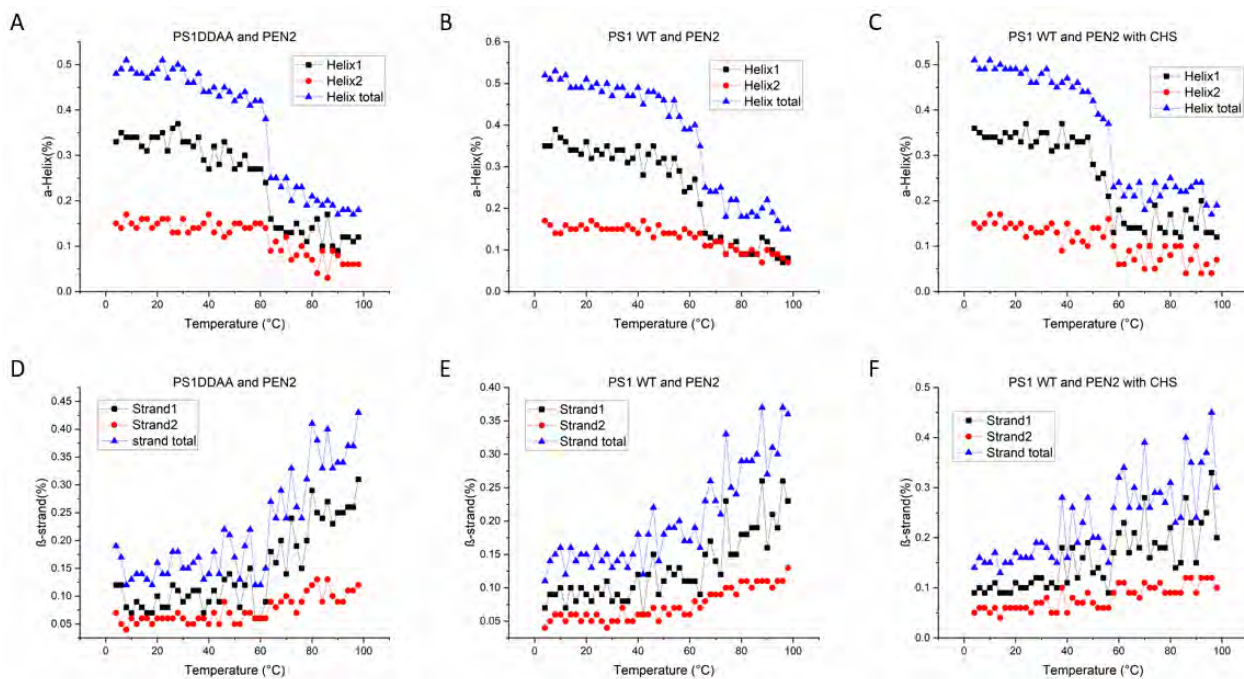 A
PS1DDAA and PEN2
Helix1
Helix2
Helix total
a-Helix(%)
0.5
0.4
0.3
0.2
0.1
0.0
0 20 40 60 80 100
Temperature (°C)
B
PS1 WT and PEN2
Helix1
Helix2
Helix total
a-Helix(%)
0.6
0.5
0.4
0.3
0.2
0.1
0.0
0 20 40 60 80 100
Temperature (°C)
C
PS1 WT and PEN2 with CHS
Helix1
Helix2
Helix total
a-Helix(%)
0.5
0.4
0.3
0.2
0.1
0.0
0 20 40 60 80 100
Temperature (°C)
D
PS1DDAA and PEN2
Strand1
Strand2
strand total
ß-strand(%)
0.45
0.40
0.35
0.30
0.25
0.20
0.15
0.10
0.05
0 20 40 60 80 100
Temperature (°C)
E
PS1 WT and PEN2
Strand1
Strand2
Strand total
ß-strand(%)
0.40
0.35
0.30
0.25
0.20
0.15
0.10
0.05
0 20 40 60 80 100
Temperature (°C)
F
PS1 WT and PEN2 with CHS
Strand1
Strand2
Strand total
ß-strand(%)
0.5
0.4
0.3
0.2
0.1
0.0
0 20 40 60 80 100
Temperature (°C)